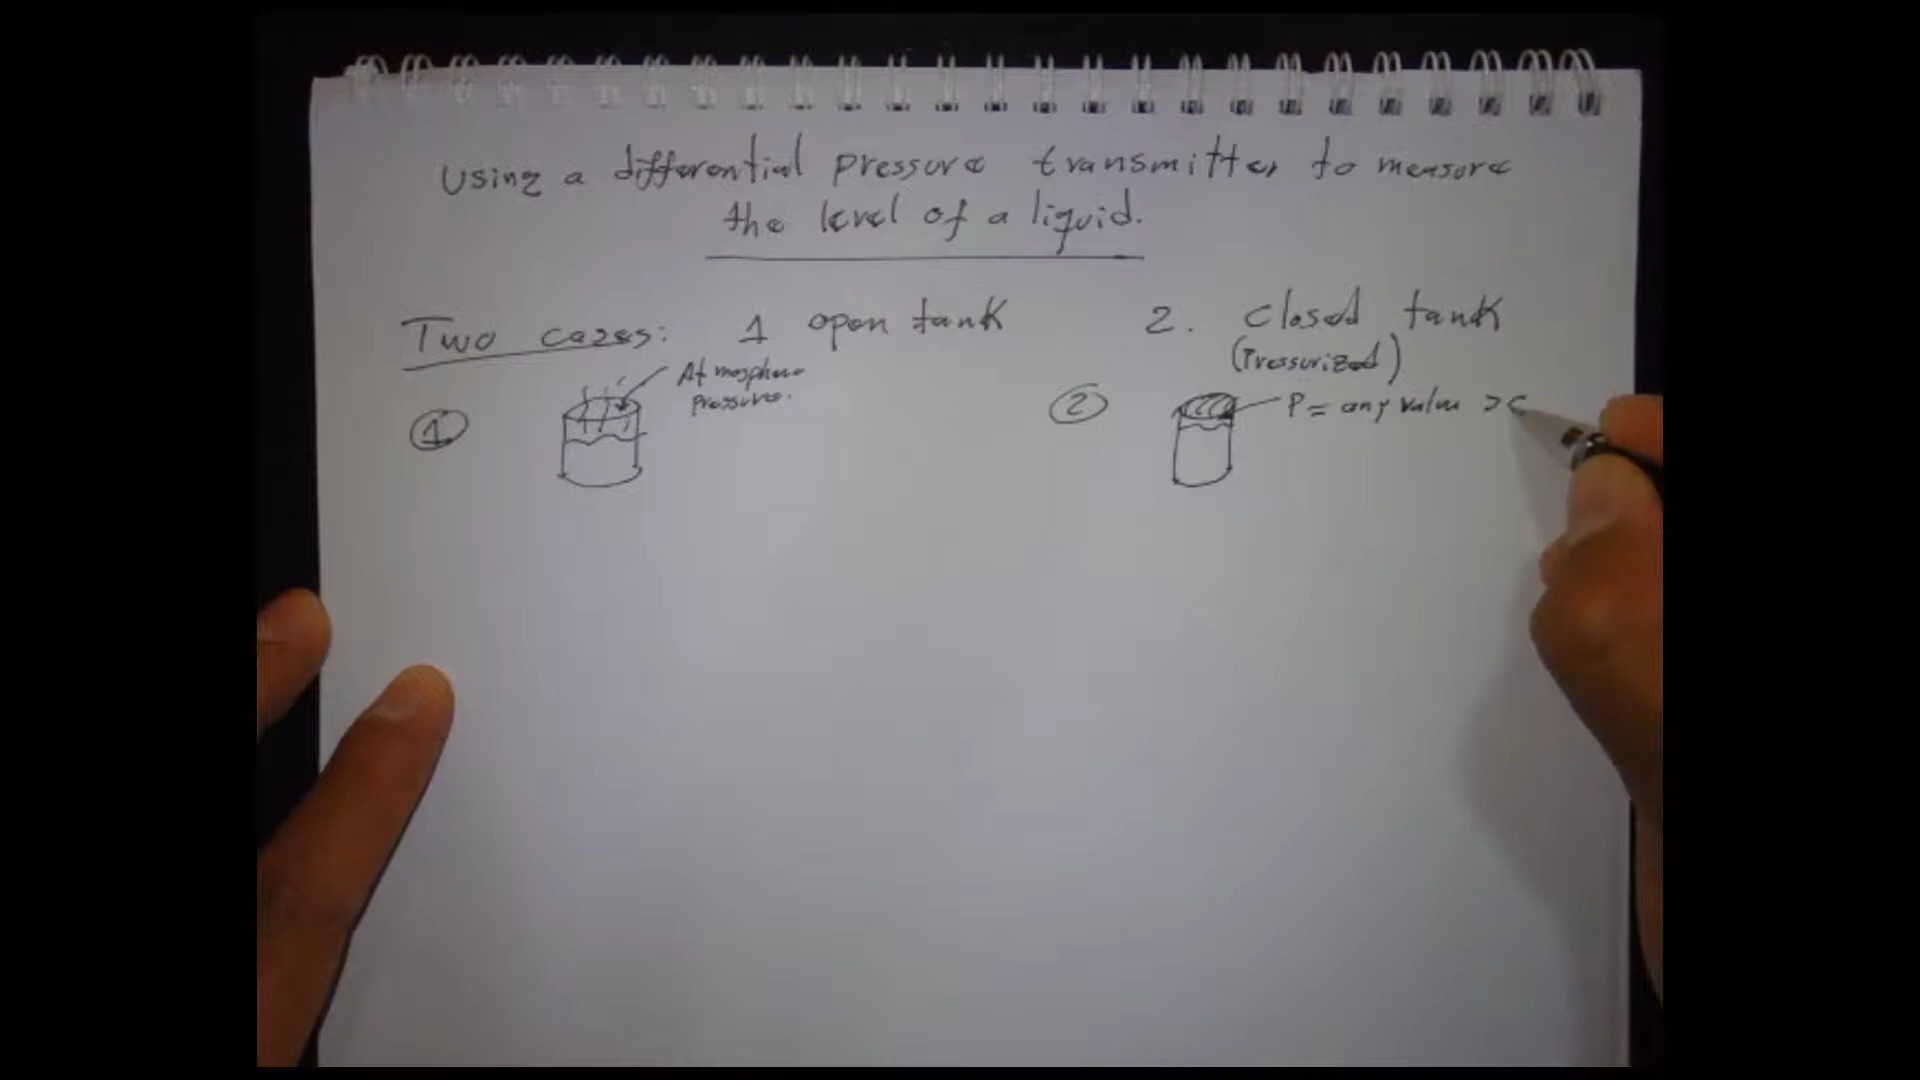 Using a differential pressure transmitter to measure
the level of a liquid.
Two cases: 1 open tank
2. closed tank
(Pressurized)
Atmosphere
pressure.
1
2
P = any value >